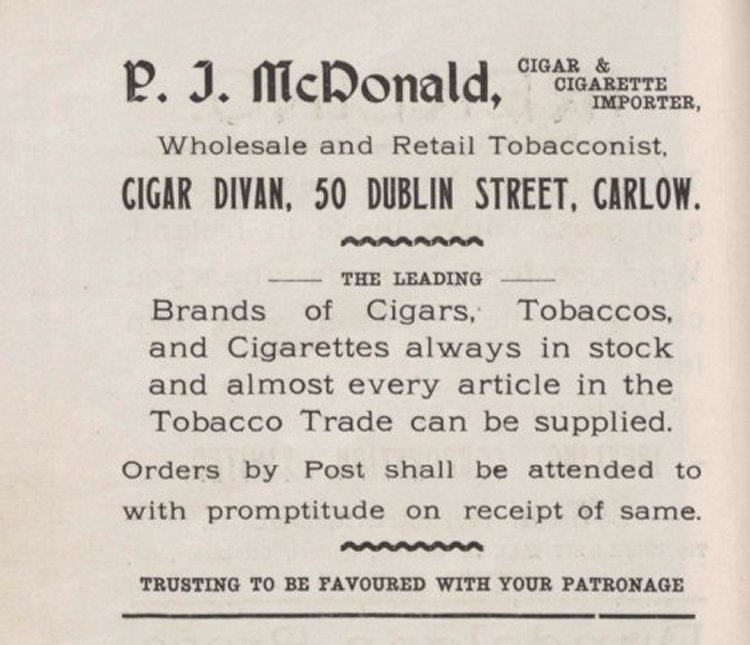 P. J. McDonald,
CIGAR &
CIGARETTE
IMPORTER,
Wholesale and Retail Tobacconist,
CIGAR DIVAN, 50 DUBLIN STREET, CARLOW.
THE LEADING
Brands of Cigars, Tobaccos,
and Cigarettes always in stock
and almost every article in the
Tobacco Trade can be supplied.
Orders by Post shall be attended to
with promptitude on receipt of same.
TRUSTING TO BE FAVOURED WITH YOUR PATRONAGE